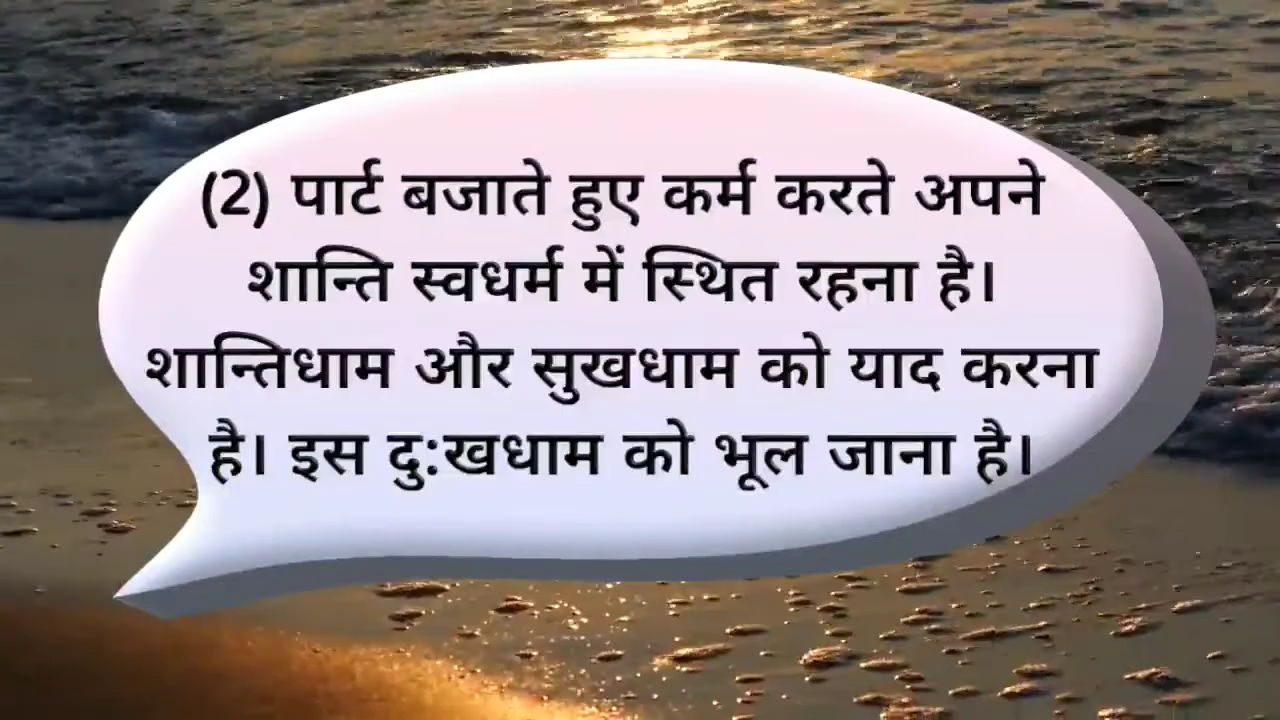 (2) पार्ट बजाते हुए कर्म करते अपने
शान्ति स्वधर्म में स्थित रहना है।
शान्तिधाम और सुखधाम को याद करना
है। इस दु:खधाम को भूल जाना है।